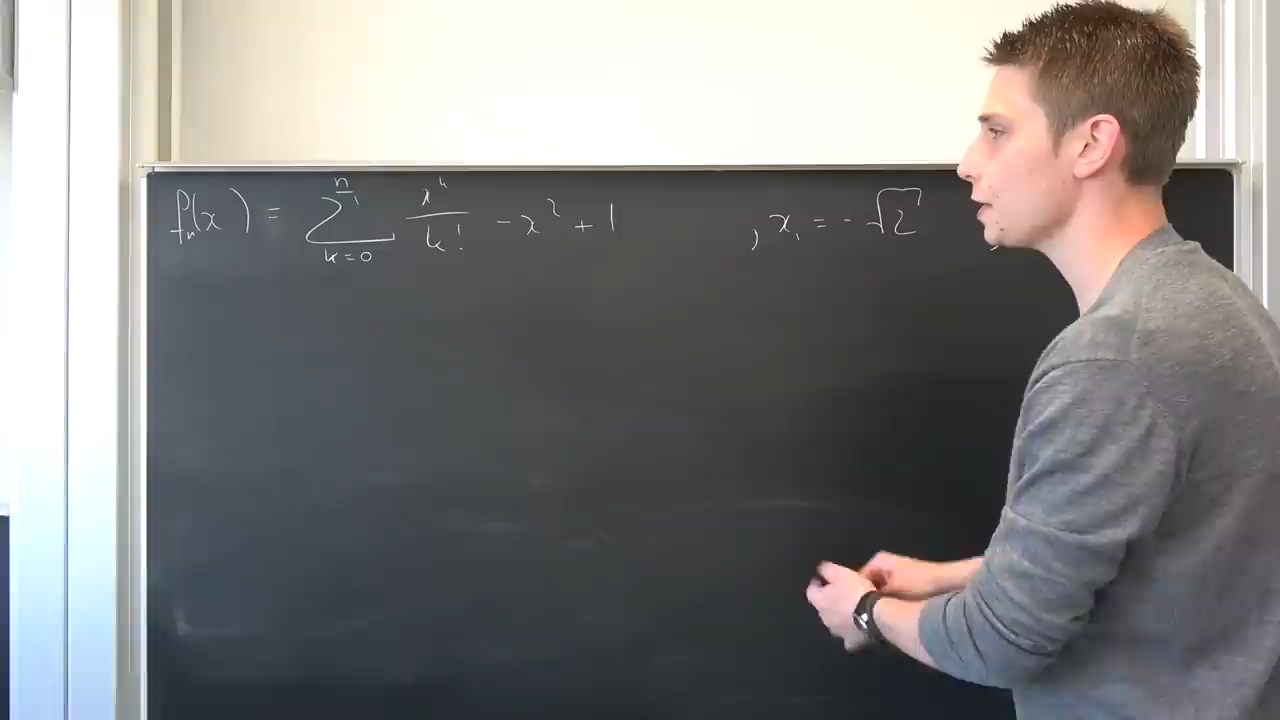 fₙ(x) = ∑ₖ₌₀ⁿ xᵏ/k! - x² + 1 , x₁ = -√2 ,